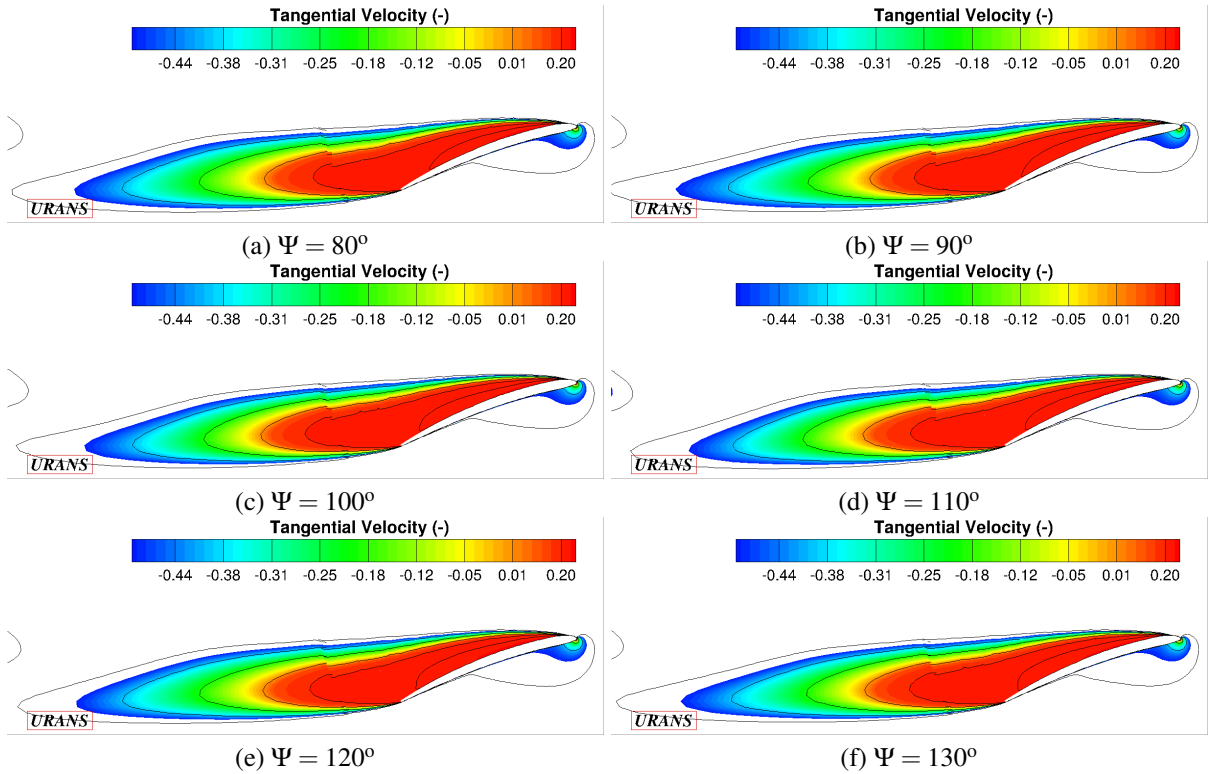 Tangential Velocity (-)
-0.44 -0.38 -0.31 -0.25 -0.18 -0.12 -0.05 0.01 0.20
URANS
(a) Ψ = 80º
Tangential Velocity (-)
-0.44 -0.38 -0.31 -0.25 -0.18 -0.12 -0.05 0.01 0.20
URANS
(b) Ψ = 90º
Tangential Velocity (-)
-0.44 -0.38 -0.31 -0.25 -0.18 -0.12 -0.05 0.01 0.20
URANS
(c) Ψ = 100º
Tangential Velocity (-)
-0.44 -0.38 -0.31 -0.25 -0.18 -0.12 -0.05 0.01 0.20
URANS
(d) Ψ = 110º
Tangential Velocity (-)
-0.44 -0.38 -0.31 -0.25 -0.18 -0.12 -0.05 0.01 0.20
URANS
(e) Ψ = 120º
Tangential Velocity (-)
-0.44 -0.38 -0.31 -0.25 -0.18 -0.12 -0.05 0.01 0.20
URANS
(f) Ψ = 130º